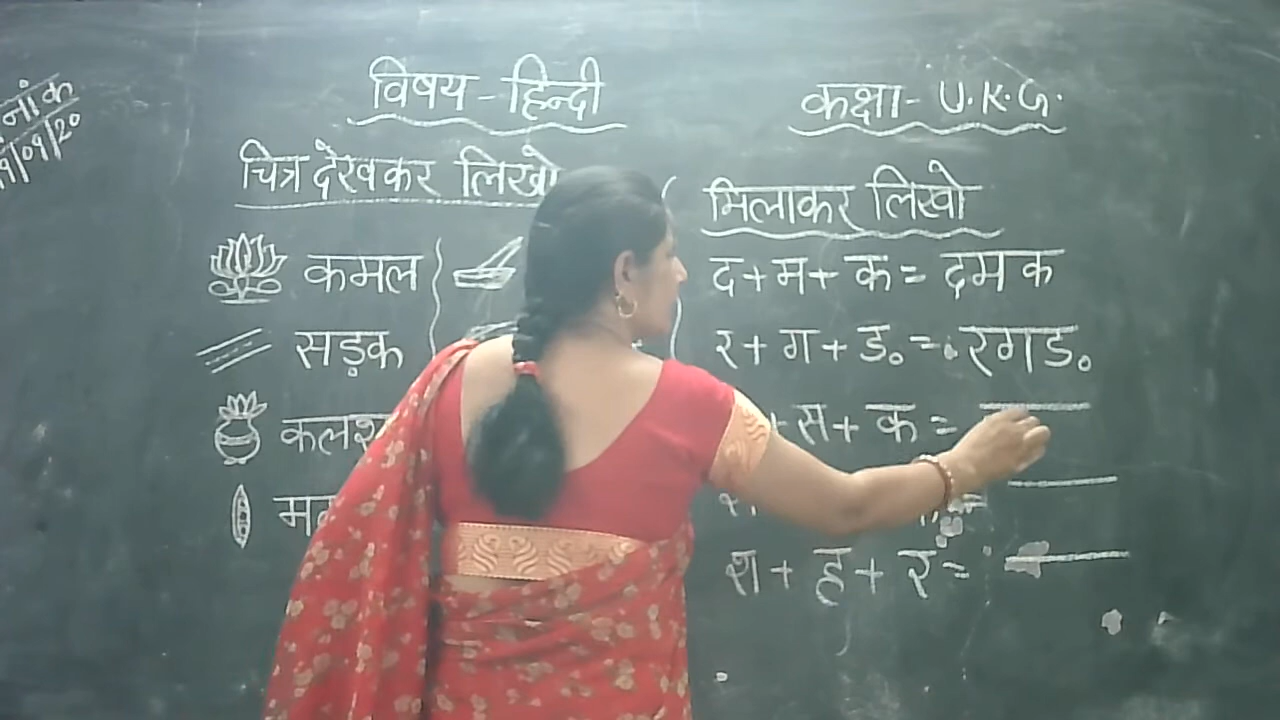 विषय - हिन्दी
कक्षा - U.K.G.
चित्र देखकर लिखो
कमल
सड़क
मिलाकर लिखो
द + म + क = दमक
र + ग + ड़ = रगड़
+ स + क =
श + ह + र =